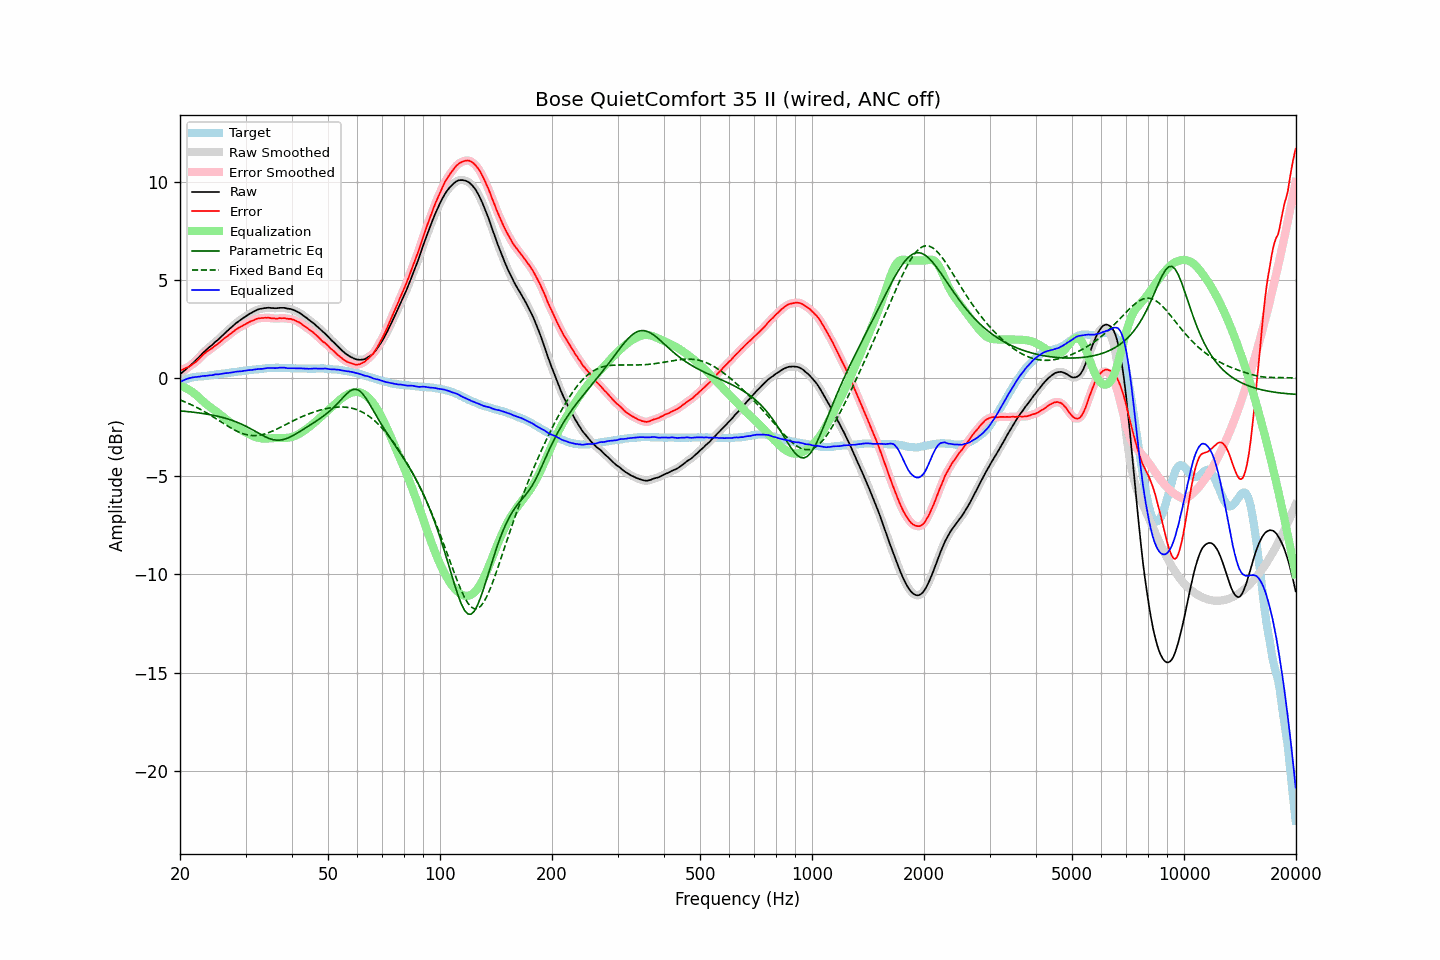 Bose QuietComfort 35 II (wired, ANC off)
Target
Raw Smoothed
Error Smoothed
Raw
Error
Equalization
Parametric Eq
Fixed Band Eq
Equalized
10
5
0
−5
−10
−15
−20
Amplitude (dBr)
20 50 100 200 500 1000 2000 5000 10000 20000
Frequency (Hz)